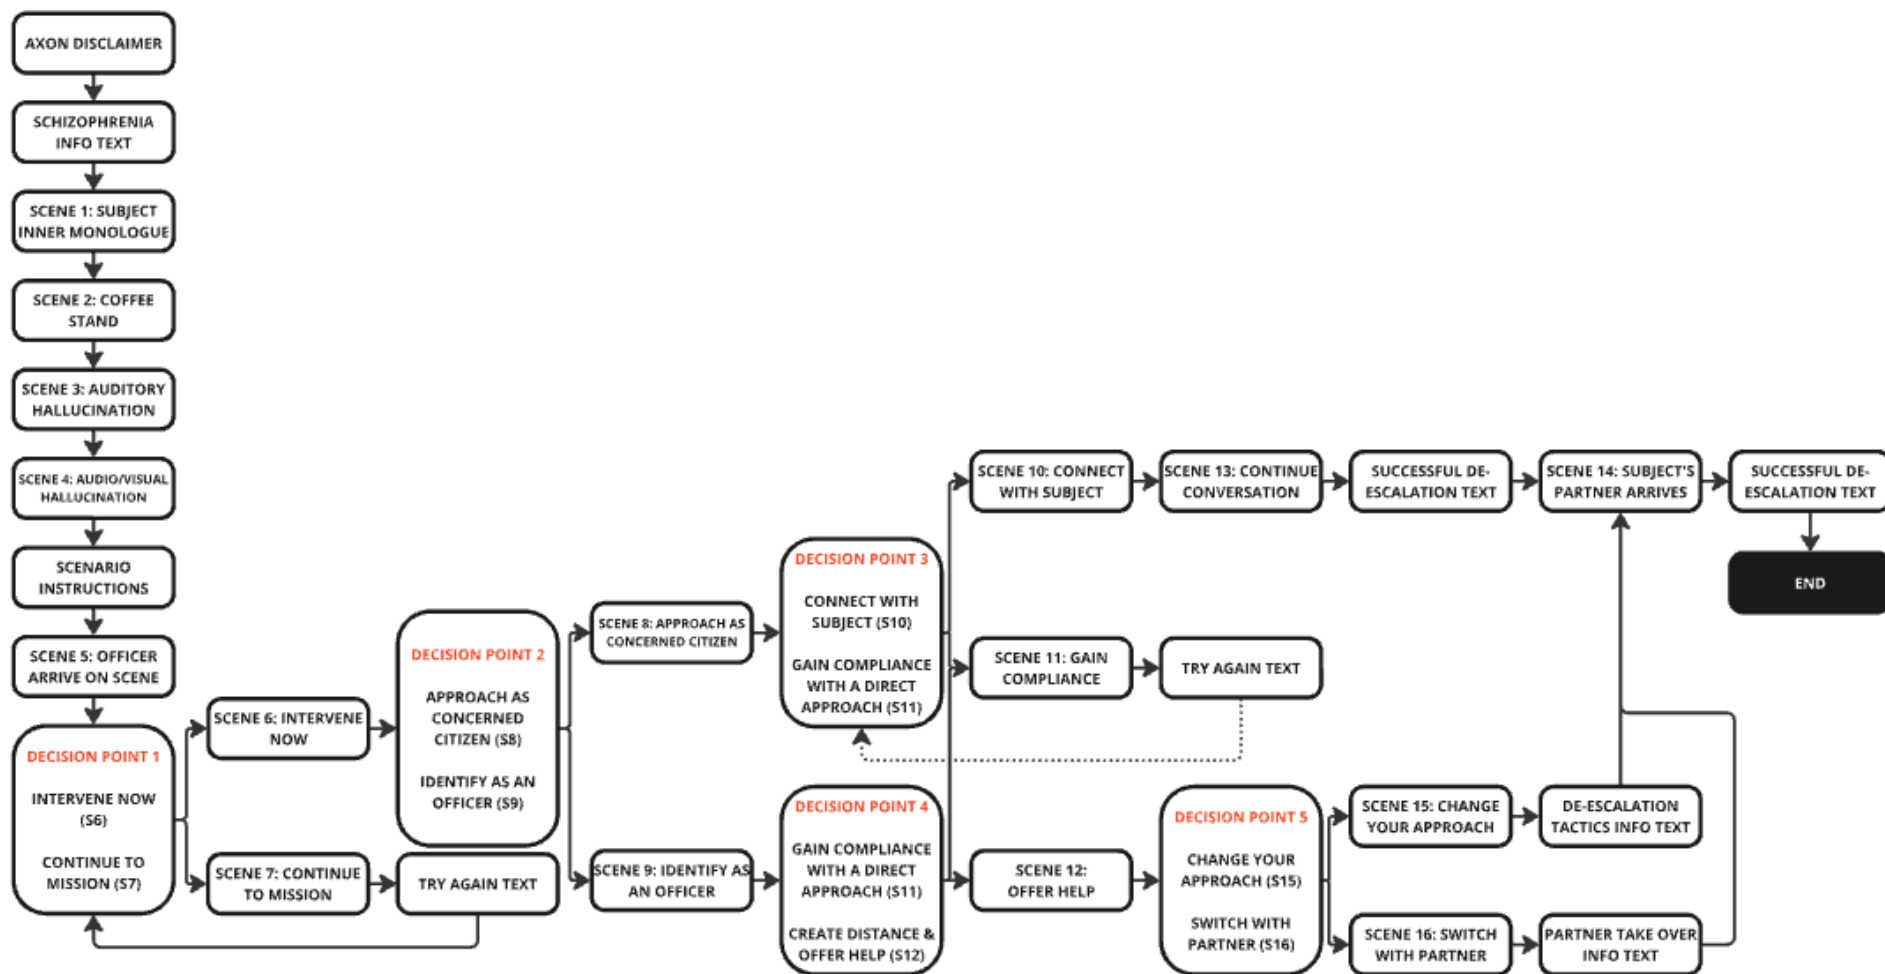 AXON DISCLAIMER
SCHIZOPHRENIA
INFO TEXT
SCENE 1: SUBJECT
INNER MONOLOGUE
SCENE 2: COFFEE
STAND
SCENE 3: AUDITORY
HALLUCINATION
SCENE 4: AUDIO/VISUAL
HALLUCINATION
SCENARIO
INSTRUCTIONS
SCENE 5: OFFICER
ARRIVE ON SCENE
DECISION POINT 1
INTERVENE NOW
(S6)
CONTINUE TO
MISSION (S7)
SCENE 6: INTERVENE
NOW
SCENE 7: CONTINUE
TO MISSION
TRY AGAIN TEXT
DECISION POINT 2
APPROACH AS
CONCERNED
CITIZEN (S8)
IDENTIFY AS AN
OFFICER (S9)
SCENE 8: APPROACH AS
CONCERNED CITIZEN
SCENE 9: IDENTIFY AS
AN OFFICER
DECISION POINT 3
CONNECT WITH
SUBJECT (S10)
GAIN COMPLIANCE
WITH A DIRECT
APPROACH (S11)
DECISION POINT 4
GAIN COMPLIANCE
WITH A DIRECT
APPROACH (S11)
CREATE DISTANCE &
OFFER HELP (S12)
SCENE 10: CONNECT
WITH SUBJECT
SCENE 13: CONTINUE
CONVERSATION
SUCCESSFUL DE-
ESCALATION TEXT
SCENE 14: SUBJECT'S
PARTNER ARRIVES
SUCCESSFUL DE-
ESCALATION TEXT
END
SCENE 11: GAIN
COMPLIANCE
TRY AGAIN TEXT
SCENE 12:
OFFER HELP
DECISION POINT 5
CHANGE YOUR
APPROACH (S15)
SWITCH WITH
PARTNER (S16)
SCENE 15: CHANGE
YOUR APPROACH
DE-ESCALATION
TACTICS INFO TEXT
SCENE 16: SWITCH
WITH PARTNER
PARTNER TAKE OVER
INFO TEXT